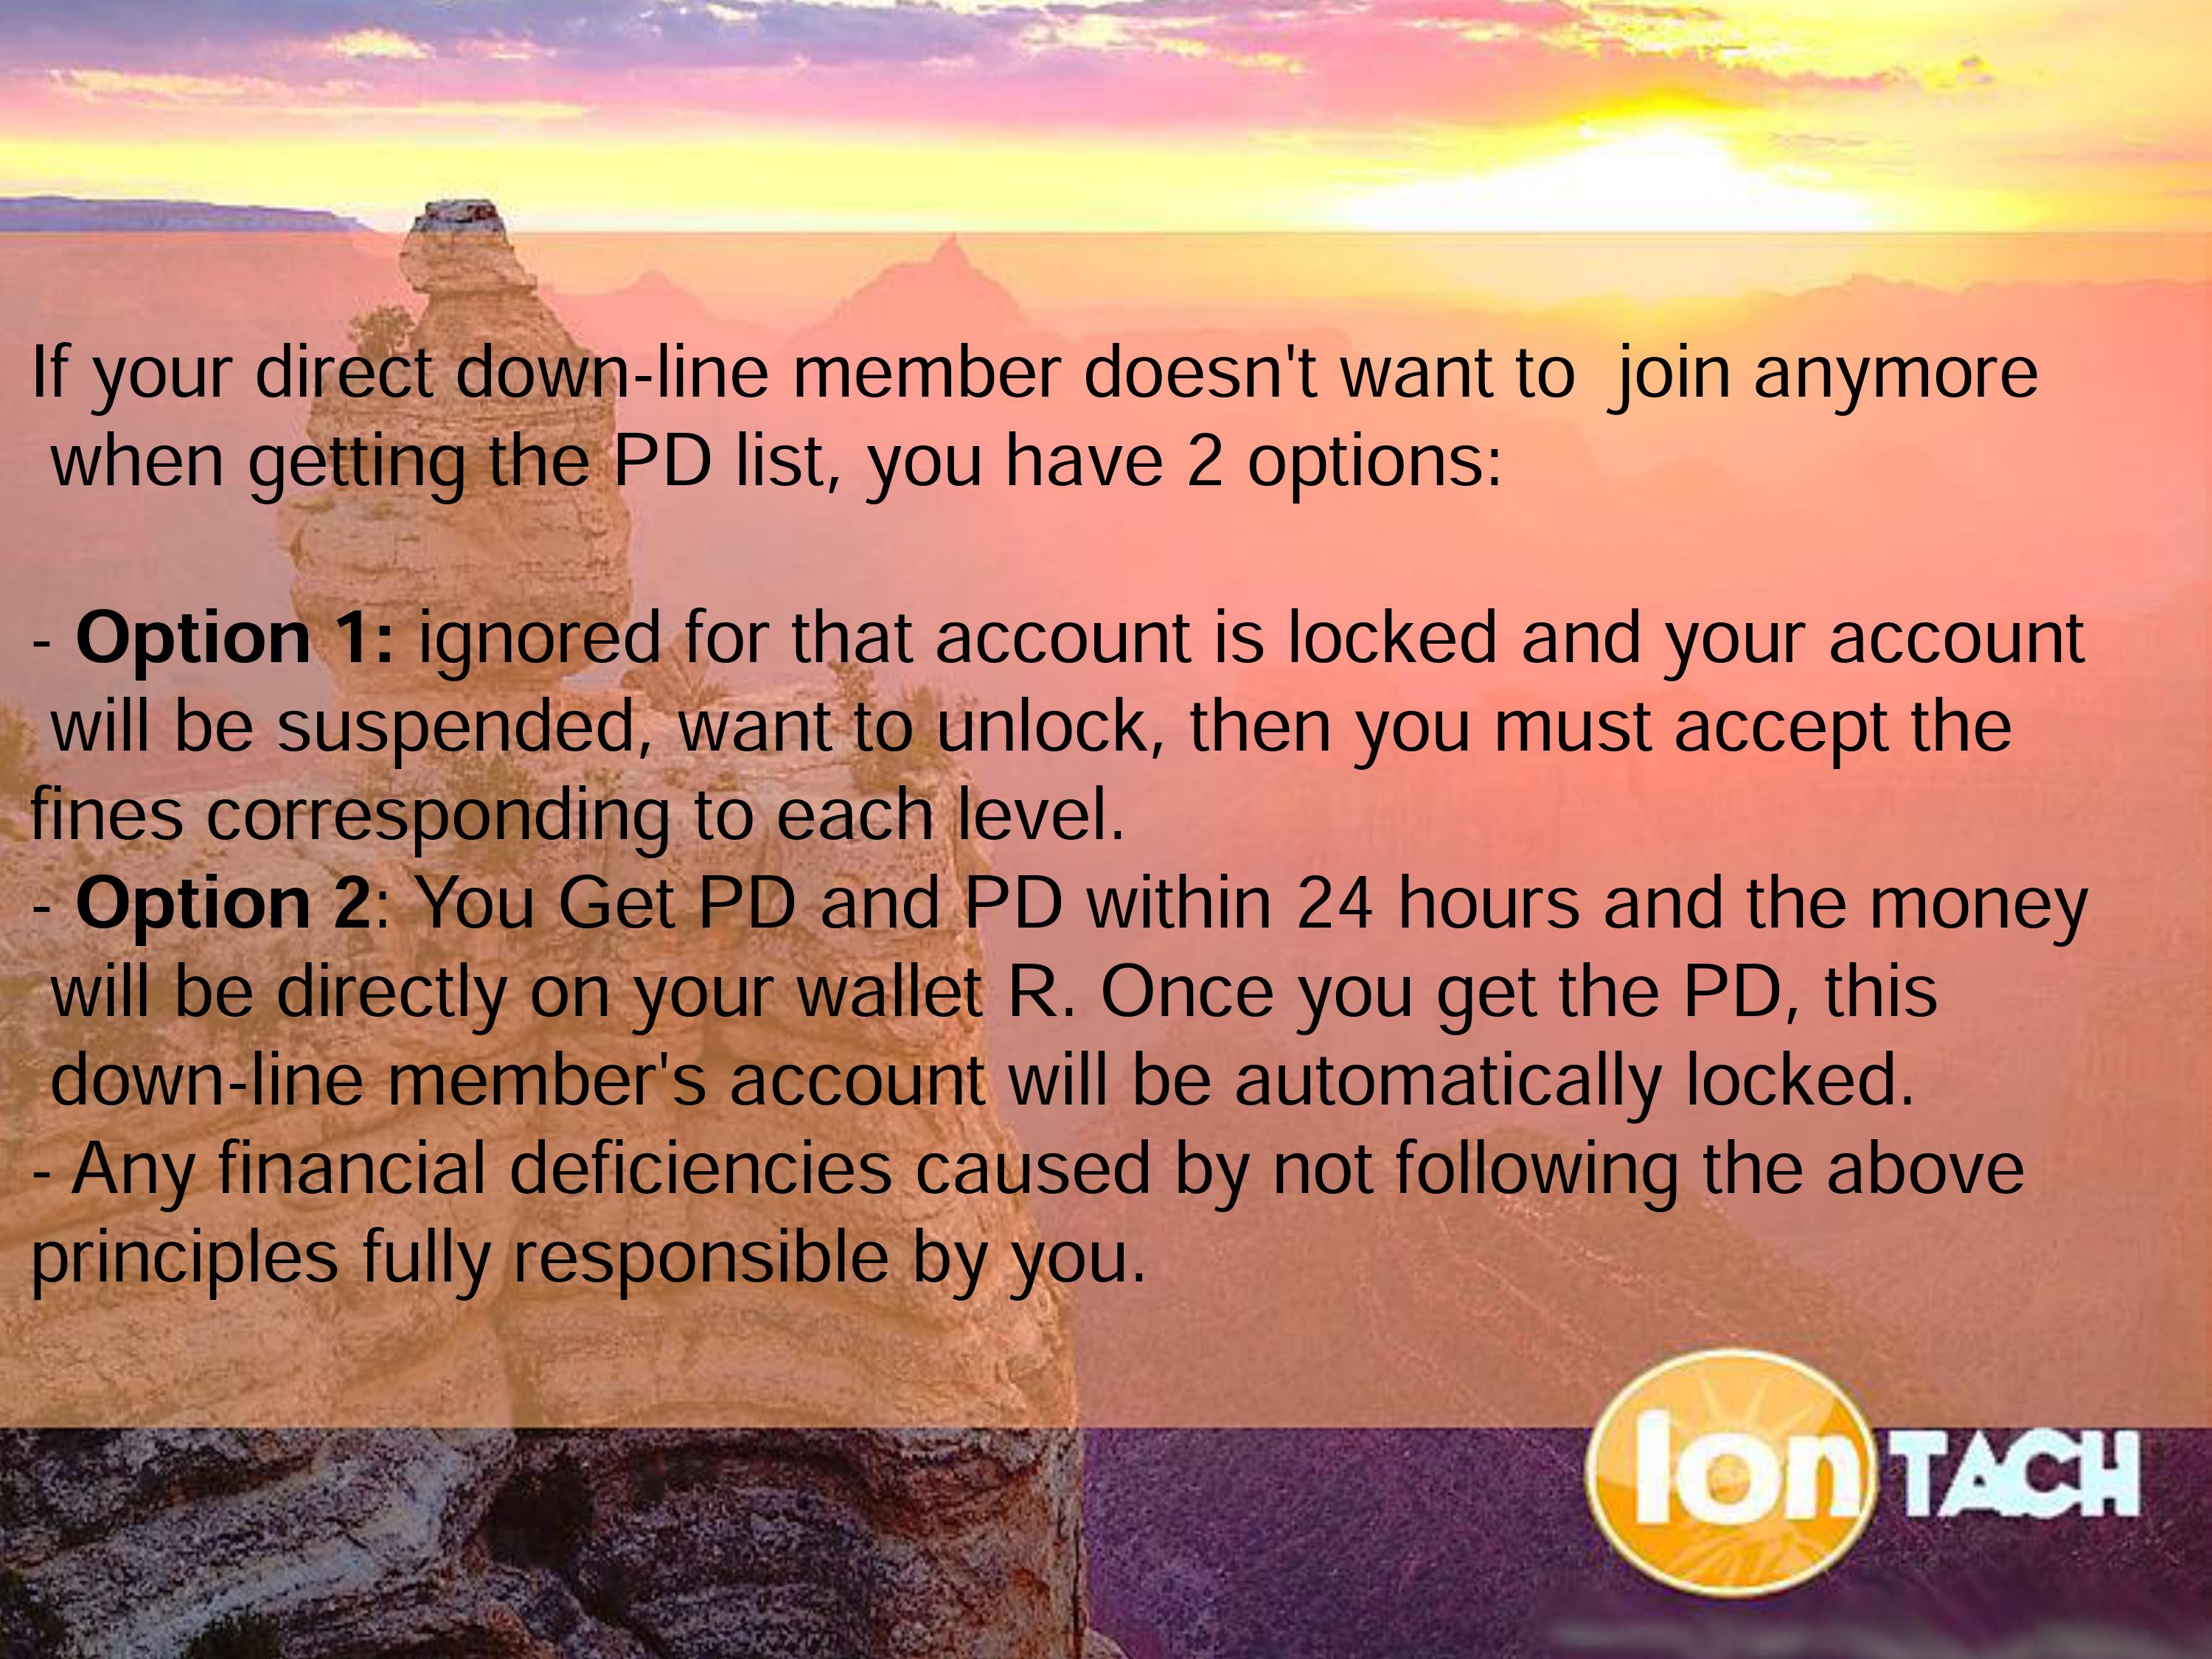 If your direct down-line member doesn't want to  join anymore
when getting the PD list, you have 2 options:
- Option 1: ignored for that account is locked and your account
will be suspended, want to unlock, then you must accept the
fines corresponding to each level.
- Option 2: You Get PD and PD within 24 hours and the money
will be directly on your wallet R. Once you get the PD, this
down-line member's account will be automatically locked.
- Any financial deficiencies caused by not following the above
principles fully responsible by you.
Ion TACH